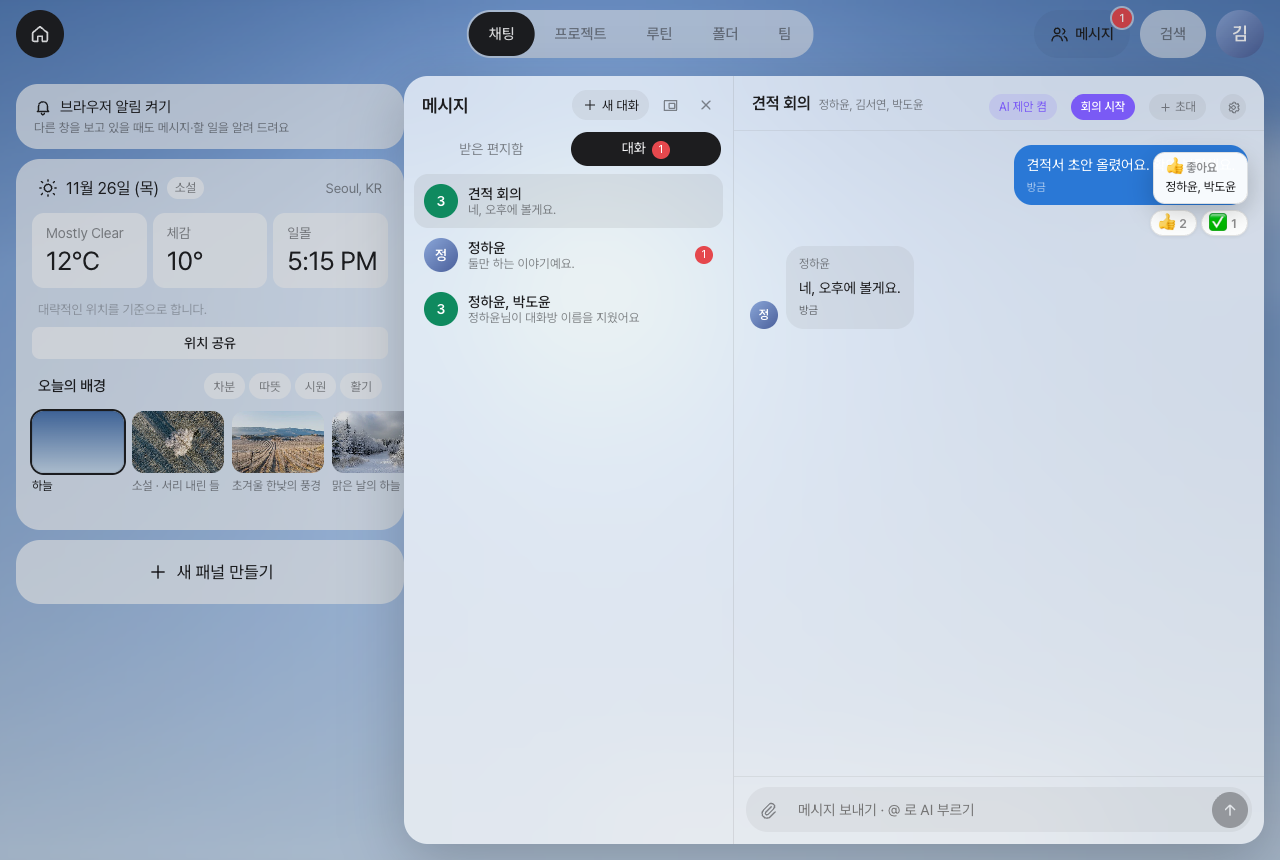 채팅
프로젝트
루틴
폴더
팀
메시지
1
검색
김
브라우저 알림 켜기
다른 창을 보고 있을 때도 메시지·할 일을 알려 드려요
11월 26일 (목)
소설
Seoul, KR
Mostly Clear
12°C
체감
10°
일몰
5:15 PM
대략적인 위치를 기준으로 합니다.
위치 공유
오늘의 배경
차분
따뜻
시원
활기
하늘
소설 · 서리 내린 들
초겨울 한낮의 풍경
맑은 날의 하늘
새 패널 만들기
메시지
새 대화
받은 편지함
대화 1
3
견적 회의
네, 오후에 볼게요.
정
정하윤
둘만 하는 이야기예요.
1
3
정하윤, 박도윤
정하윤님이 대화방 이름을 지웠어요
견적 회의
정하윤, 김서연, 박도윤
AI 제안 켬
회의 시작
초대
견적서 초안 올렸어요.
방금
👍 좋아요
정하윤, 박도윤
👍 2
✅ 1
정하윤
네, 오후에 볼게요.
방금
정
메시지 보내기 · @ 로 AI 부르기